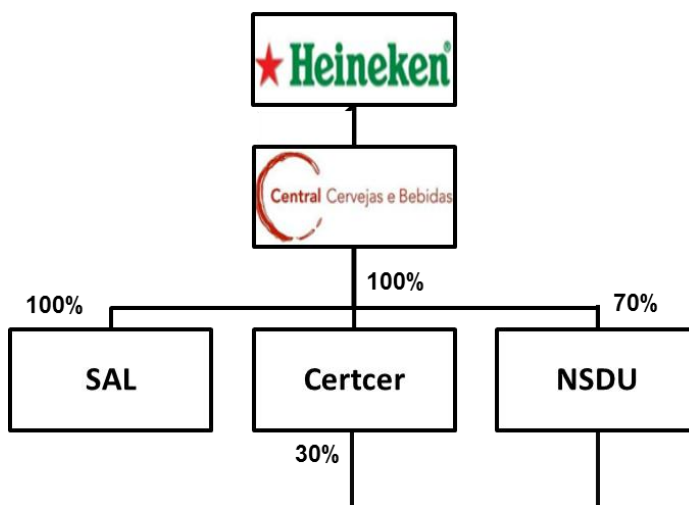 Heineken®
Central Cervejas e Bebidas
100%
100%
70%
SAL
Certcer
NSDU
30%